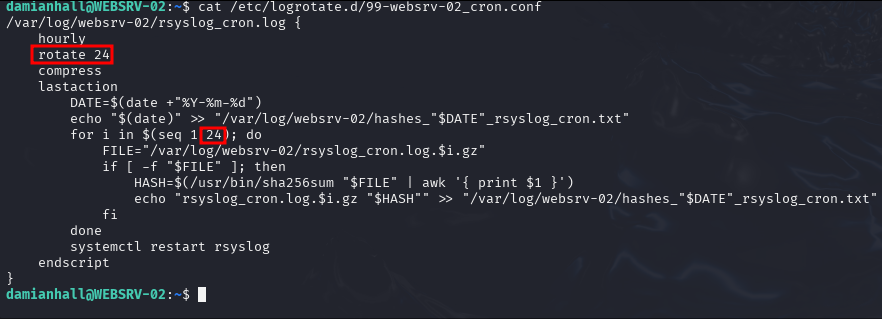 damianhall@WEBSRV-02:~$ cat /etc/logrotate.d/99-websrv-02_cron.conf
/var/log/websrv-02/rsyslog_cron.log {
    hourly
    rotate 24
    compress
    lastaction
        DATE=$(date +"%Y-%m-%d")
        echo "$(date)" >> "/var/log/websrv-02/hashes_"$DATE"_rsyslog_cron.txt"
        for i in $(seq 1 24); do
            FILE="/var/log/websrv-02/rsyslog_cron.log.$i.gz"
            if [ -f "$FILE" ]; then
                HASH=$(/usr/bin/sha256sum "$FILE" | awk '{ print $1 }')
                echo "rsyslog_cron.log.$i.gz "$HASH"" >> "/var/log/websrv-02/hashes_"$DATE"_rsyslog_cron.txt"
            fi
        done
        systemctl restart rsyslog
    endscript
}
damianhall@WEBSRV-02:~$